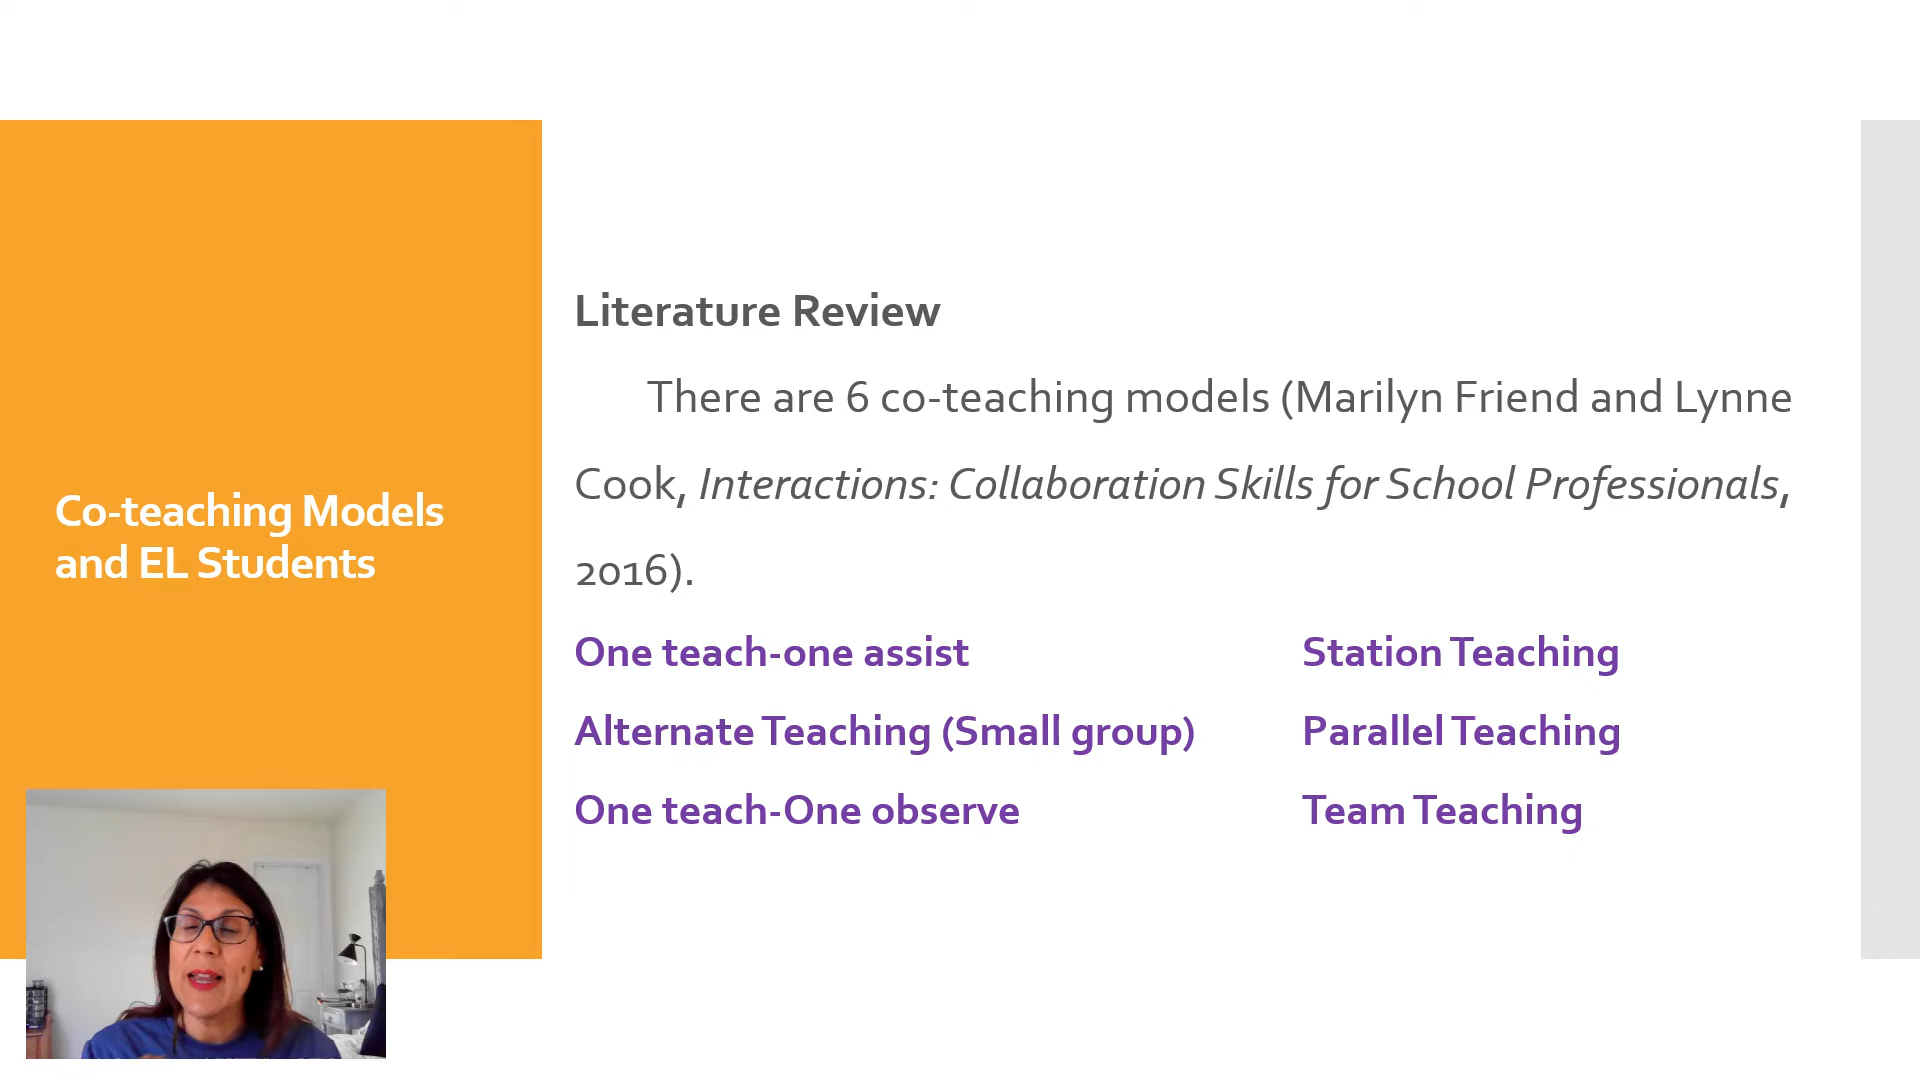 Co-teaching Models
and EL Students
Literature Review
There are 6 co-teaching models (Marilyn Friend and Lynne
Cook, Interactions: Collaboration Skills for School Professionals,
2016).
One teach-one assist
Station Teaching
Alternate Teaching (Small group)
Parallel Teaching
One teach-One observe
Team Teaching